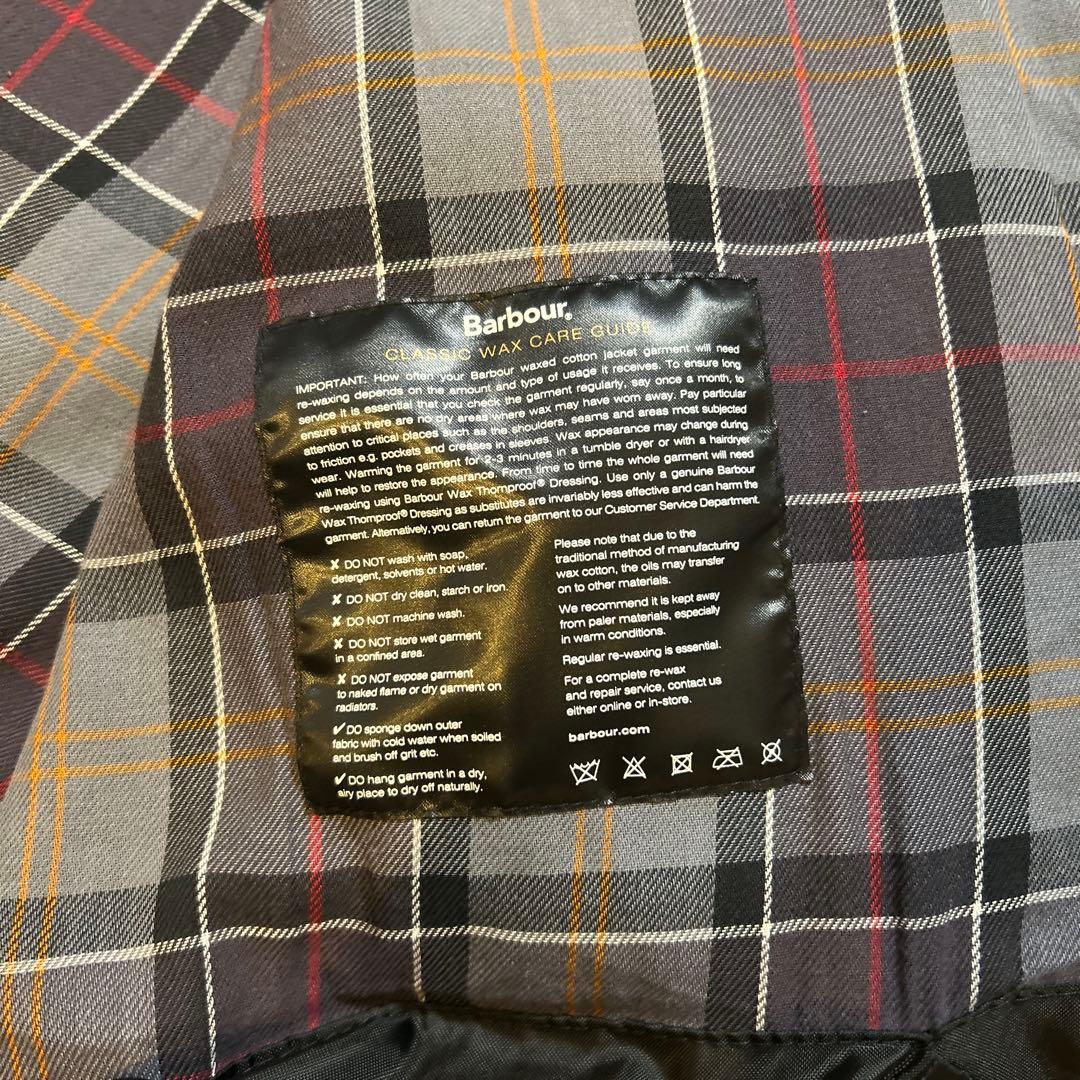 Barbour®
CLASSIC WAX CARE GUIDE
IMPORTANT: How often your Barbour waxed cotton jacket garment will need
re-waxing depends on the amount and type of usage it receives. To ensure long
service it is essential that you check the garment regularly, say once a month, to
ensure that there are no dry areas where wax may have worn away. Pay particular
attention to critical places such as the shoulders, seams and areas most subjected
to friction e.g. pockets and creases in sleeves. Wax appearance may change during
wear. Warming the garment for 2-3 minutes in a tumble dryer or with a hairdryer
will help to restore the appearance. From time to time the whole garment will need
re-waxing using Barbour Wax Thornproof® Dressing. Use only a genuine Barbour
Wax Thornproof® Dressing as substitutes are invariably less effective and can harm the
garment. Alternatively, you can return the garment to our Customer Service Department.
✘ DO NOT wash with soap,
detergent, solvents or hot water.
✘ DO NOT dry clean, starch or iron.
✘ DO NOT machine wash.
✘ DO NOT store wet garment
in a confined area.
✘ DO NOT expose garment
to naked flame or dry garment on
radiators.
✔ DO sponge down outer
fabric with cold water when soiled
and brush off grit etc.
✔ DO hang garment in a dry,
airy place to dry off naturally.
Please note that due to the
traditional method of manufacturing
wax cotton, the oils may transfer
on to other materials.
We recommend it is kept away
from paler materials, especially
in warm conditions.
Regular re-waxing is essential.
For a complete re-wax
and repair service, contact us
either online or in-store.
barbour.com